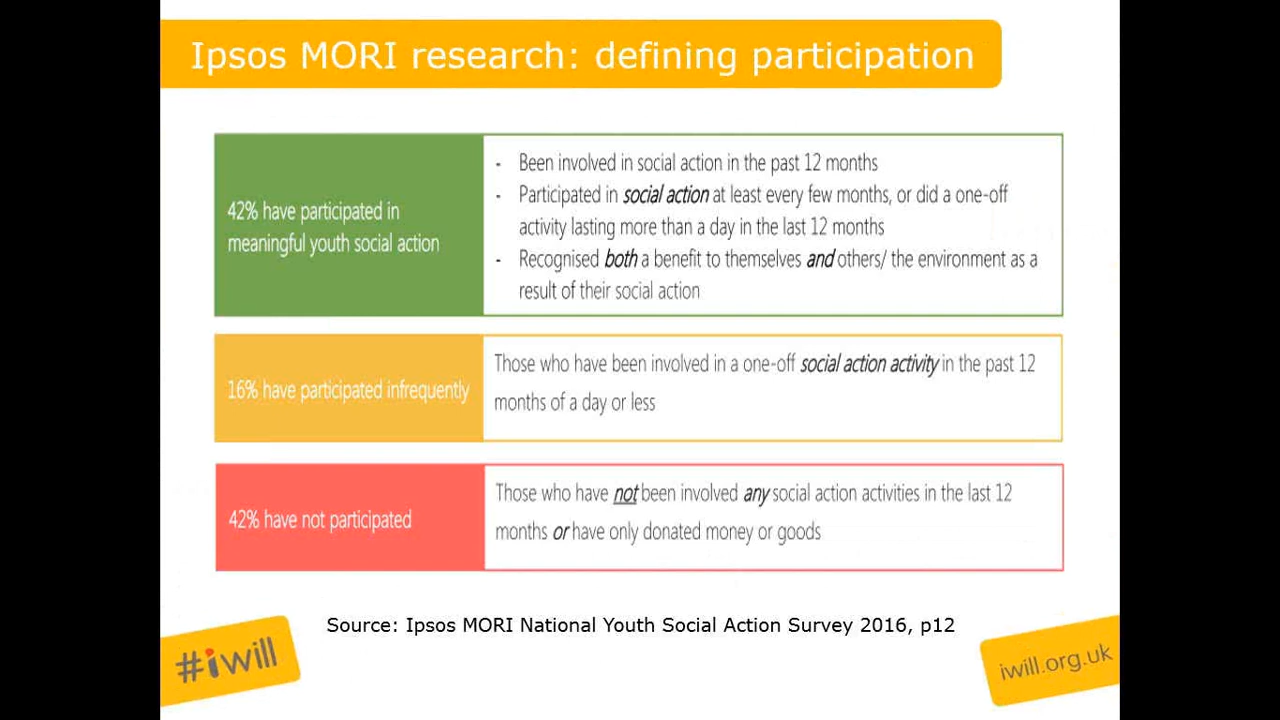 Ipsos MORI research: defining participation
42% have participated in
meaningful youth social action
- Been involved in social action in the past 12 months
- Participated in social action at least every few months, or did a one-off
activity lasting more than a day in the last 12 months
- Recognised both a benefit to themselves and others/ the environment as a
result of their social action
16% have participated infrequently
Those who have been involved in a one-off social action activity in the past 12
months of a day or less
42% have not participated
Those who have not been involved any social action activities in the last 12
months or have only donated money or goods
Source: Ipsos MORI National Youth Social Action Survey 2016, p12
#iwill
iwill.org.uk